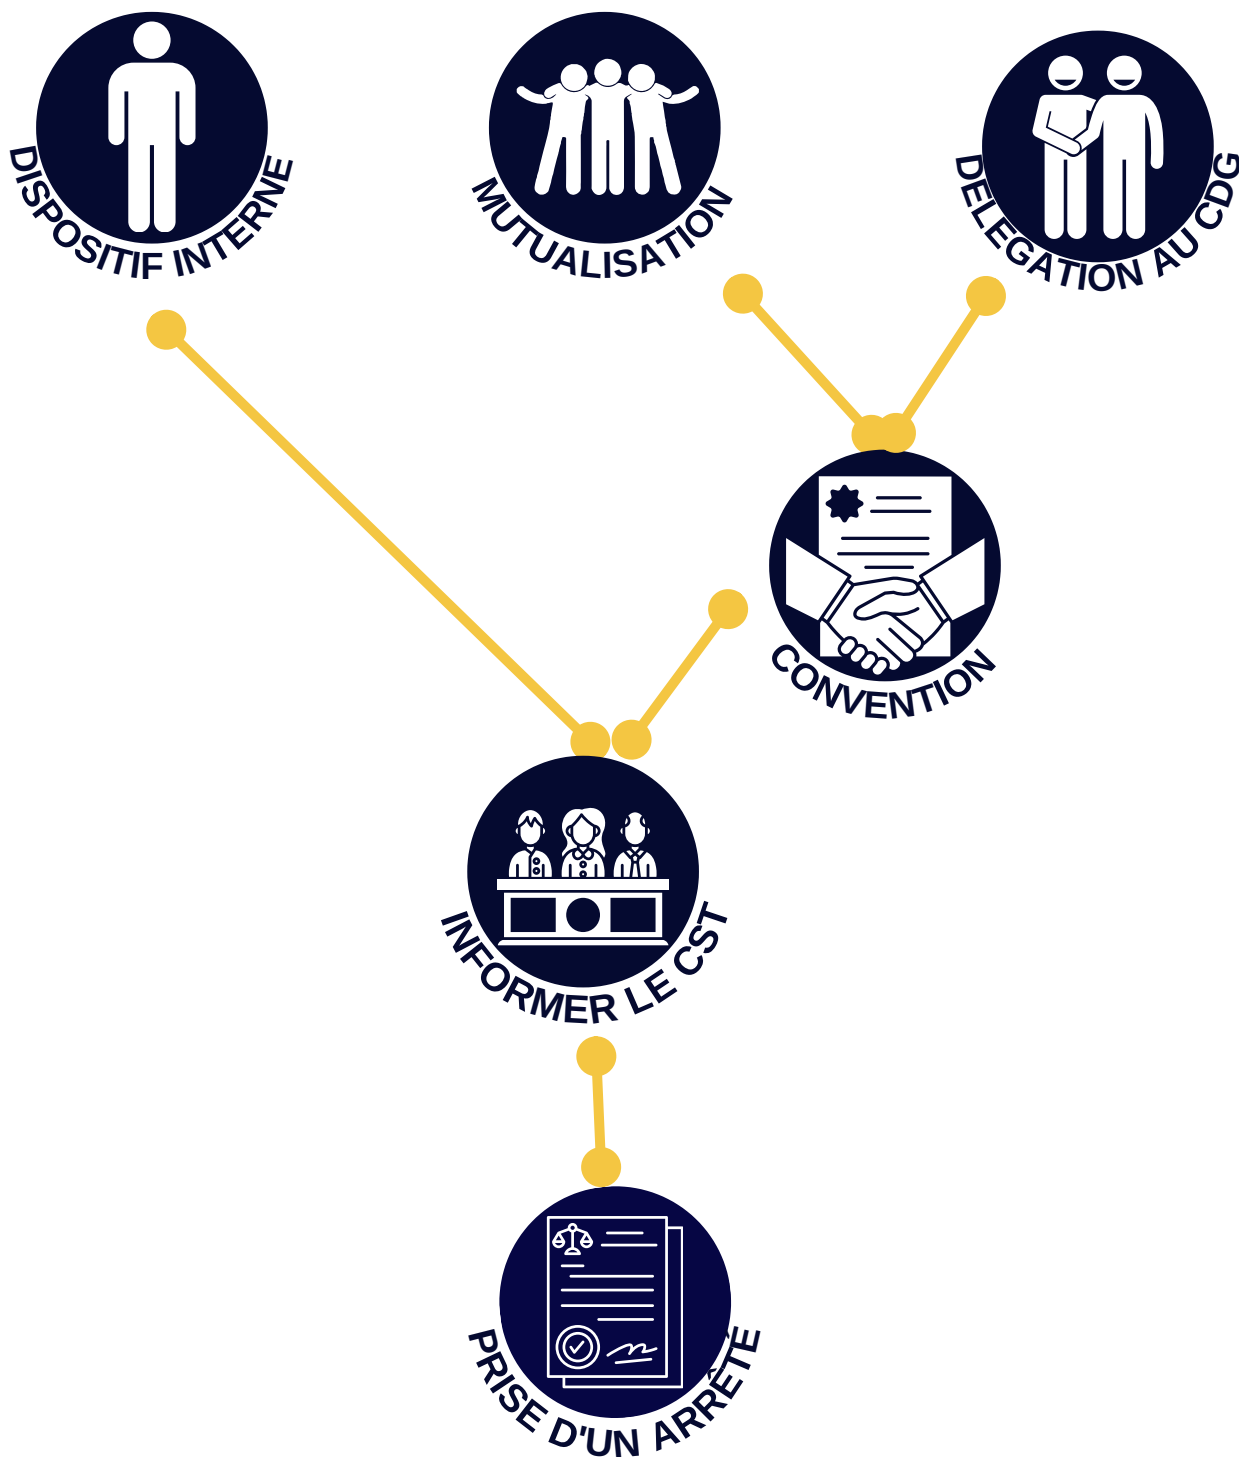 DISPOSITIF INTERNE
MUTUALISATION
DELEGATION AU CDG
CONVENTION
INFORMER LE CST
PRISE D'UN ARRÊTÉ